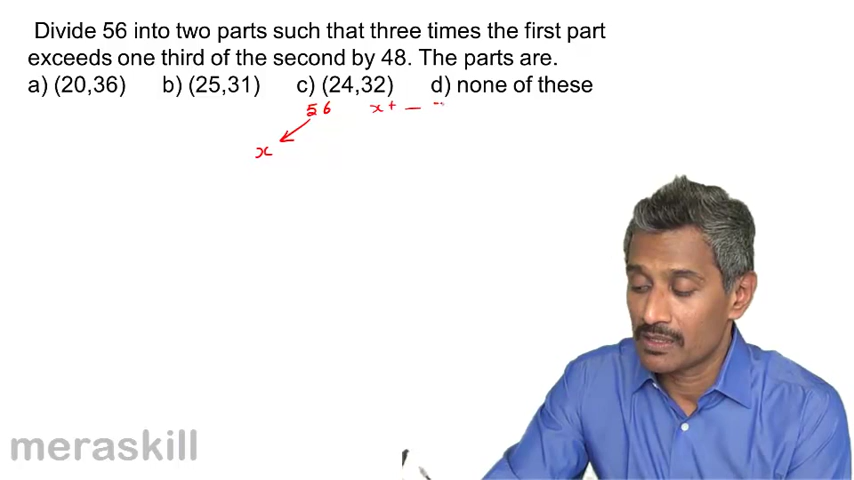 Divide 56 into two parts such that three times the first part
exceeds one third of the second by 48. The parts are.
a) (20,36) b) (25,31) c) (24,32) d) none of these
56 x + —
x
meraskill